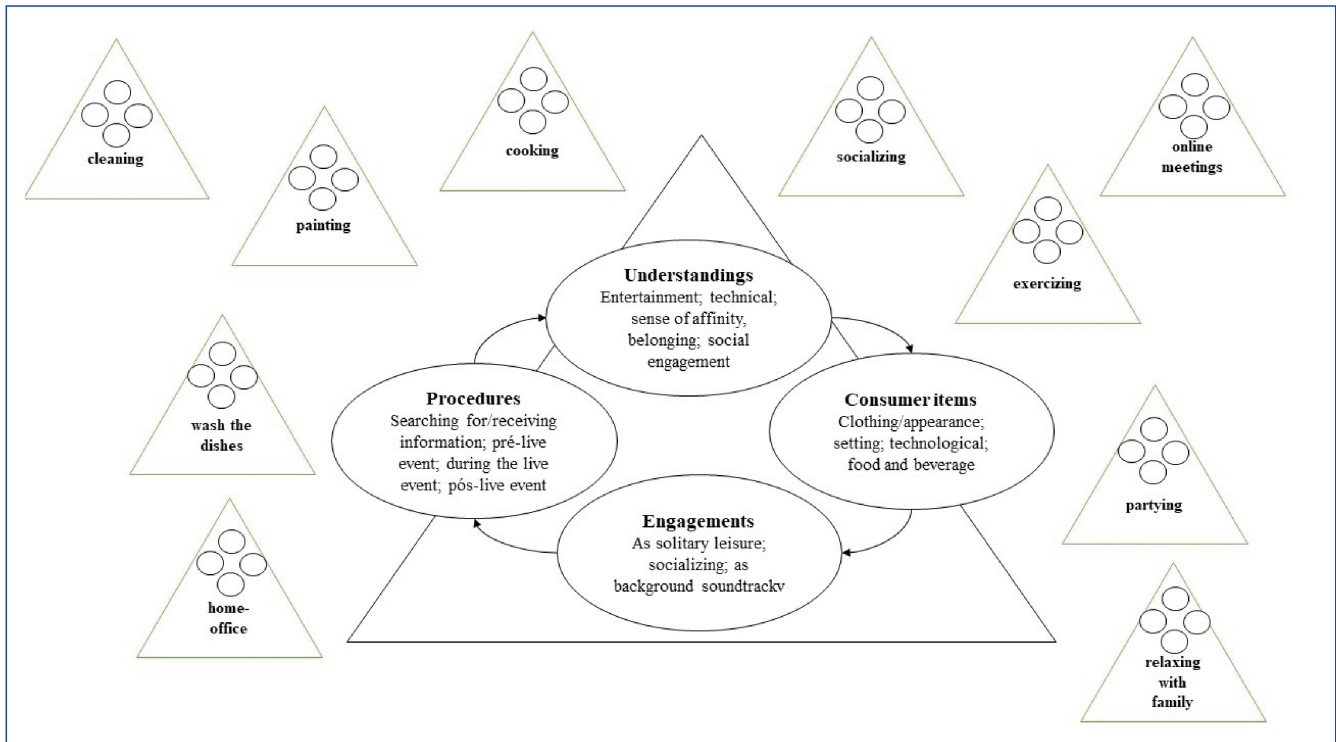 cleaning
painting
cooking
socializing
online
meetings
exercizing
Understandings
Entertainment; technical;
sense of affinity,
belonging; social
engagement
Procedures
Searching for/receiving
information; pré-live
event; during the live
event; pós-live event
Consumer items
Clothing/appearance;
setting; technological;
food and beverage
Engagements
As solitary leisure;
socializing; as
background soundtrackv
wash the
dishes
home-
office
partying
relaxing
with
family